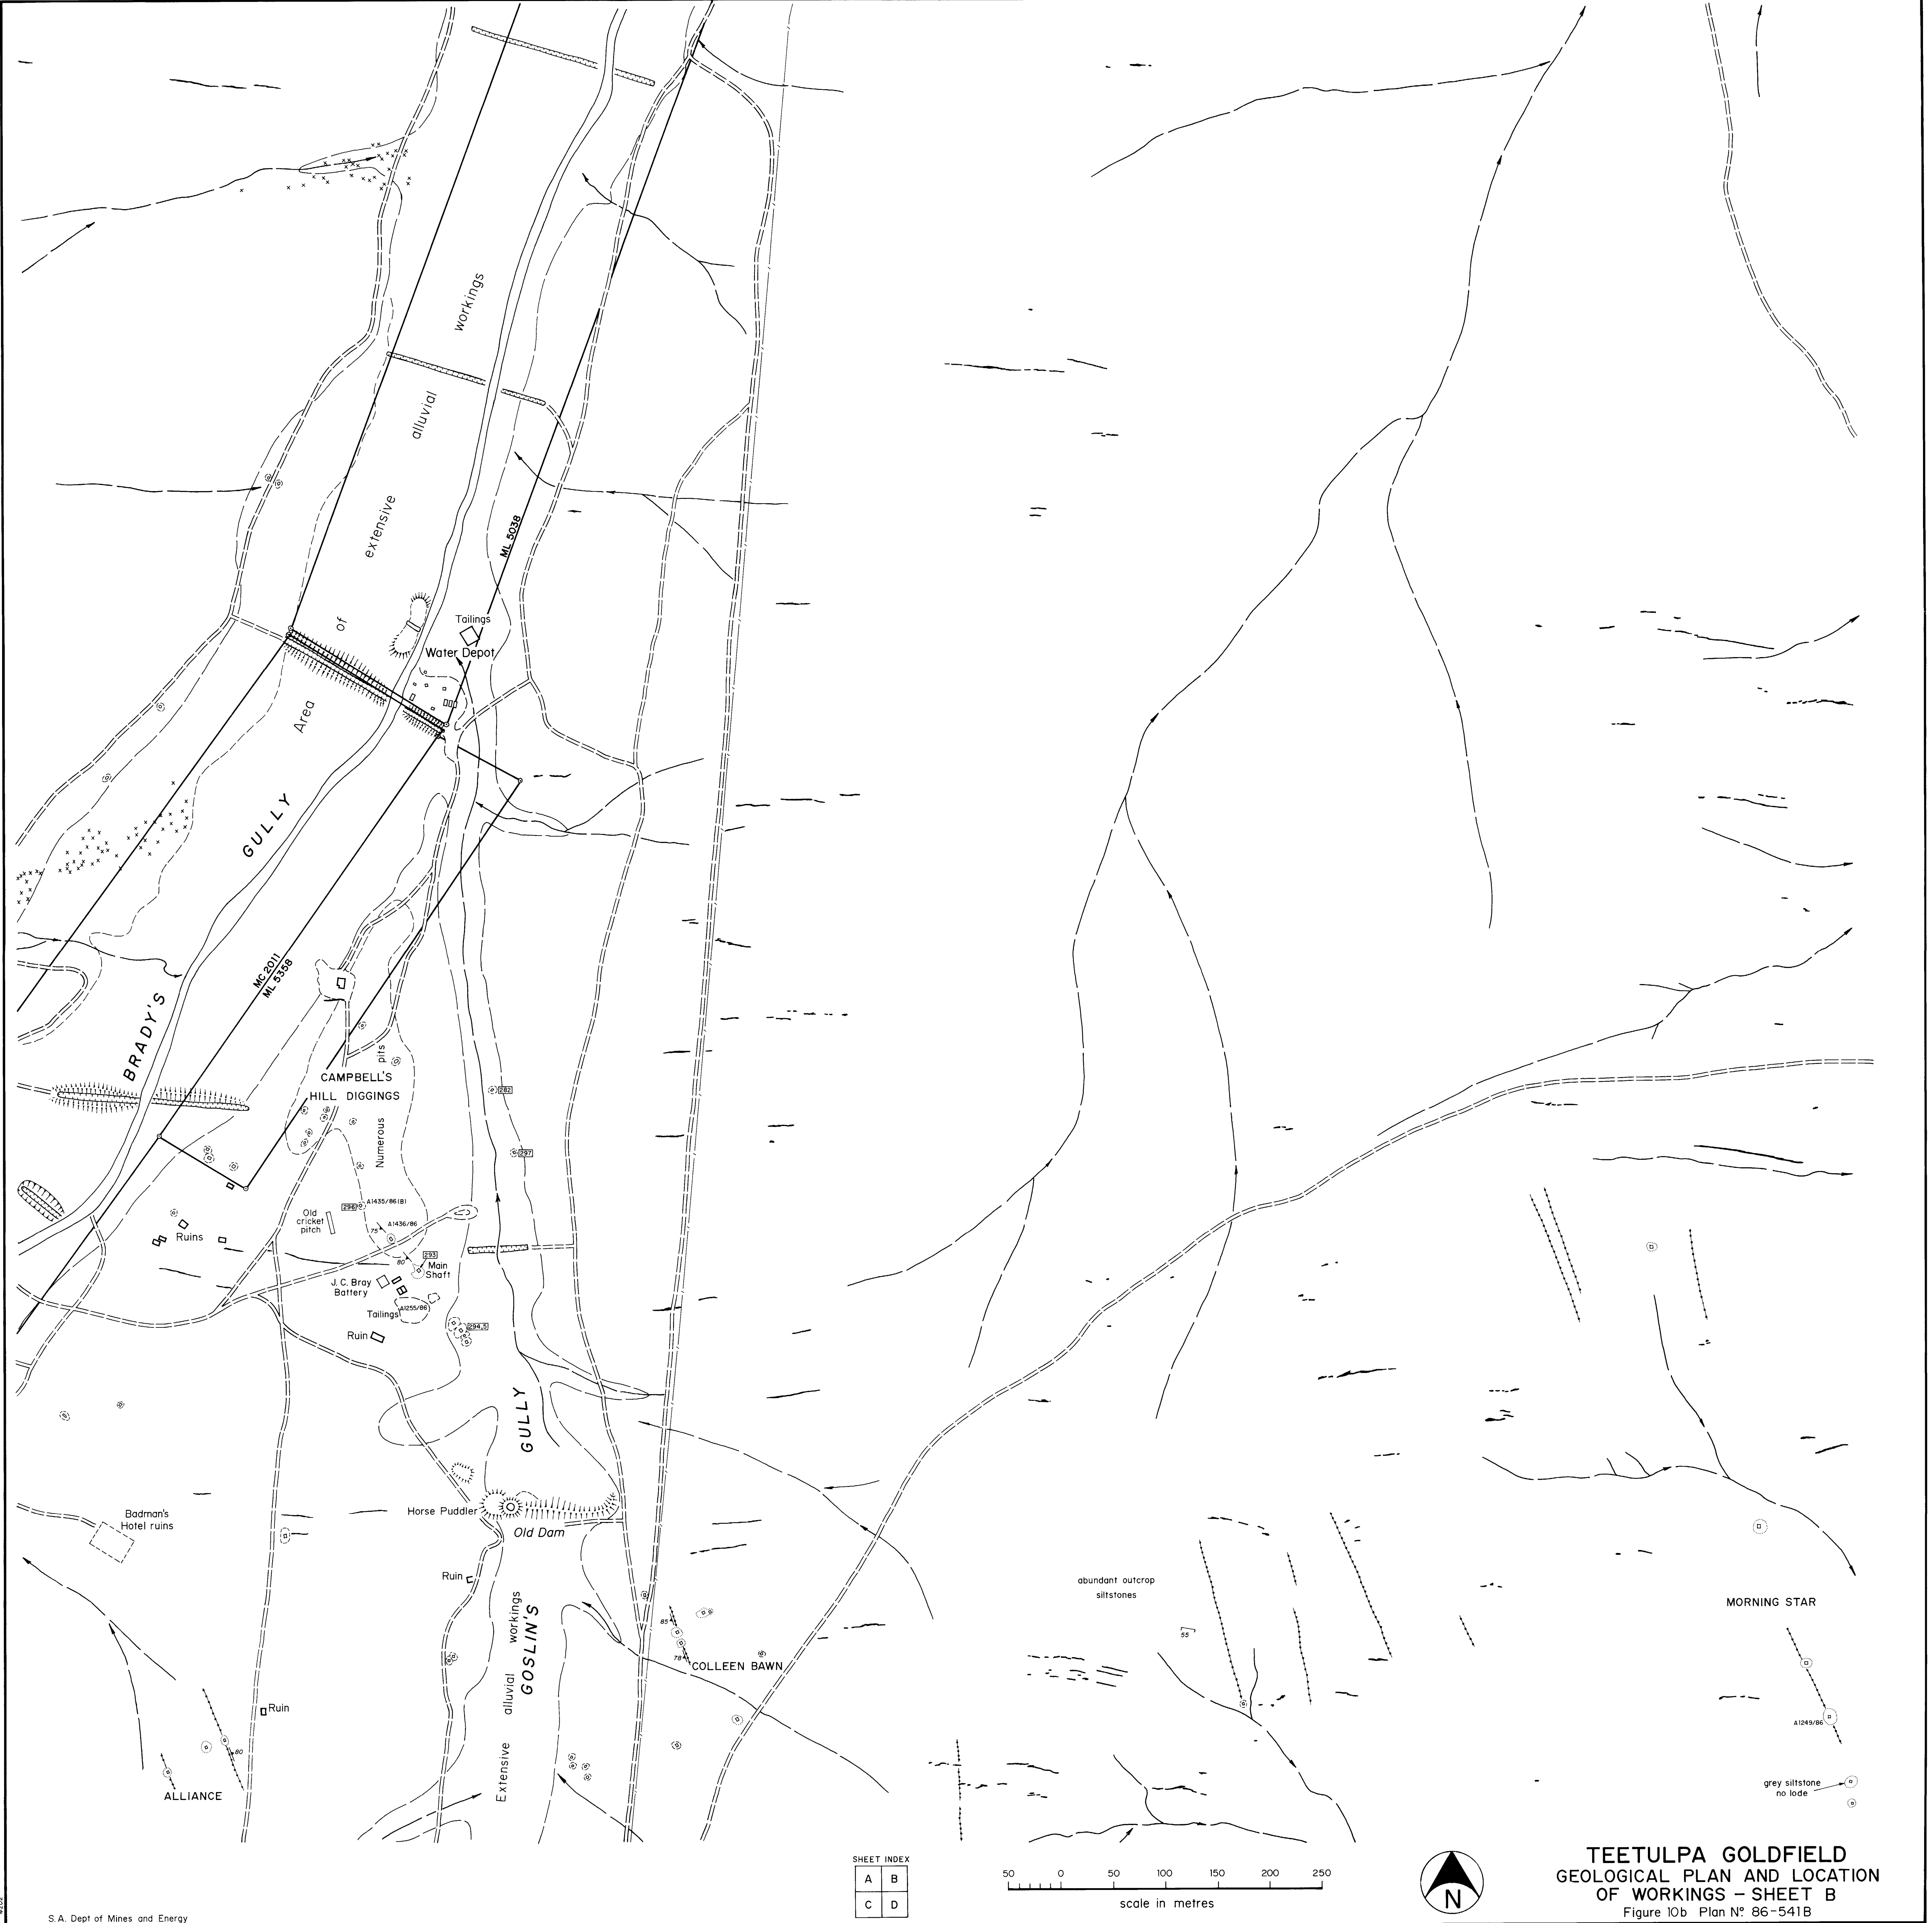 workings
alluvial
extensive
of
Area
ML 5038
Tailings
Water Depot
GULLY
BRADY'S
MC 2011
ML 5358
CAMPBELL'S
HILL DIGGINGS
Numerous pits
282
297
296
A1435/86 (B)
A1436/86
75
Old
cricket
pitch
Ruins
293
80
Main
Shaft
J. C. Bray
Battery
A1255/86
Tailings
294,5
Ruin
GULLY
Horse Puddler
Old Dam
Badman's
Hotel ruins
Ruin
Extensive alluvial workings
GOSLIN'S
85
78
COLLEEN BAWN
Ruin
80
ALLIANCE
abundant outcrop
siltstones
55
MORNING STAR
A1249/86
grey siltstone
no lode
SHEET INDEX
A B
C D
50 0 50 100 150 200 250
scale in metres
N
TEETULPA GOLDFIELD
GEOLOGICAL PLAN AND LOCATION
OF WORKINGS – SHEET B
Figure 10b Plan Nº 86-541B
S.A. Dept of Mines and Energy